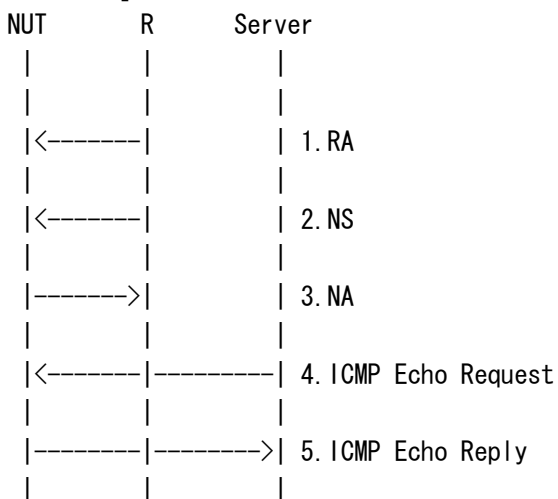 NUT R Server
1.RA
2.NS
3.NA
4.ICMP Echo Request
5.ICMP Echo Reply